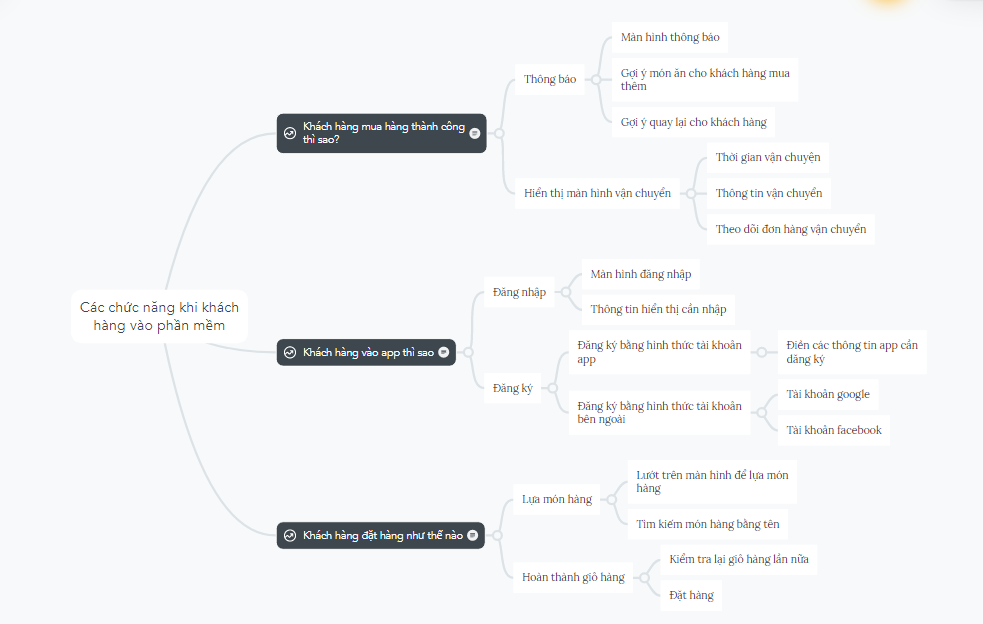 Màn hình thông báo
Thông báo
Gợi ý món ăn cho khách hàng mua
thêm
Gợi ý quay lại cho khách hàng
Khách hàng mua hàng thành công
thì sao?
Thời gian vận chuyện
Hiển thị màn hình vận chuyển
Thông tin vận chuyển
Theo dõi đơn hàng vận chuyển
Các chức năng khi khách
hàng vào phần mềm
Khách hàng vào app thì sao
Đăng nhập
Màn hình đăng nhập
Thông tin hiển thị cần nhập
Đăng ký
Đăng ký bằng hình thức tài khoản
app
Điền các thông tin app cần
đăng ký
Đăng ký bằng hình thức tài khoản
bên ngoài
Tài khoản google
Tài khoản facebook
Khách hàng đặt hàng như thế nào
Lựa món hàng
Lướt trên màn hình để lựa món
hàng
Tìm kiếm món hàng bằng tên
Hoàn thành giỏ hàng
Kiểm tra lại giỏ hàng lần nữa
Đặt hàng